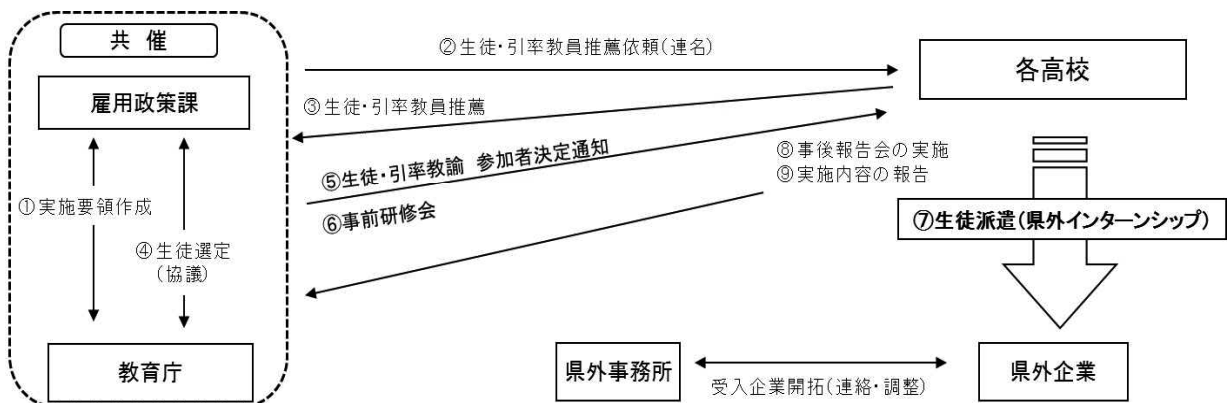 共 催
②生徒・引率教員推薦依頼(連名)
雇用政策課
各高校
③生徒・引率教員推薦
⑤生徒・引率教諭 参加者決定通知
⑧事後報告会の実施
⑨実施内容の報告
①実施要領作成
⑥事前研修会
⑦生徒派遣(県外インターンシップ)
④生徒選定
(協議)
教育庁
県外事務所
受入企業開拓(連絡・調整)
県外企業